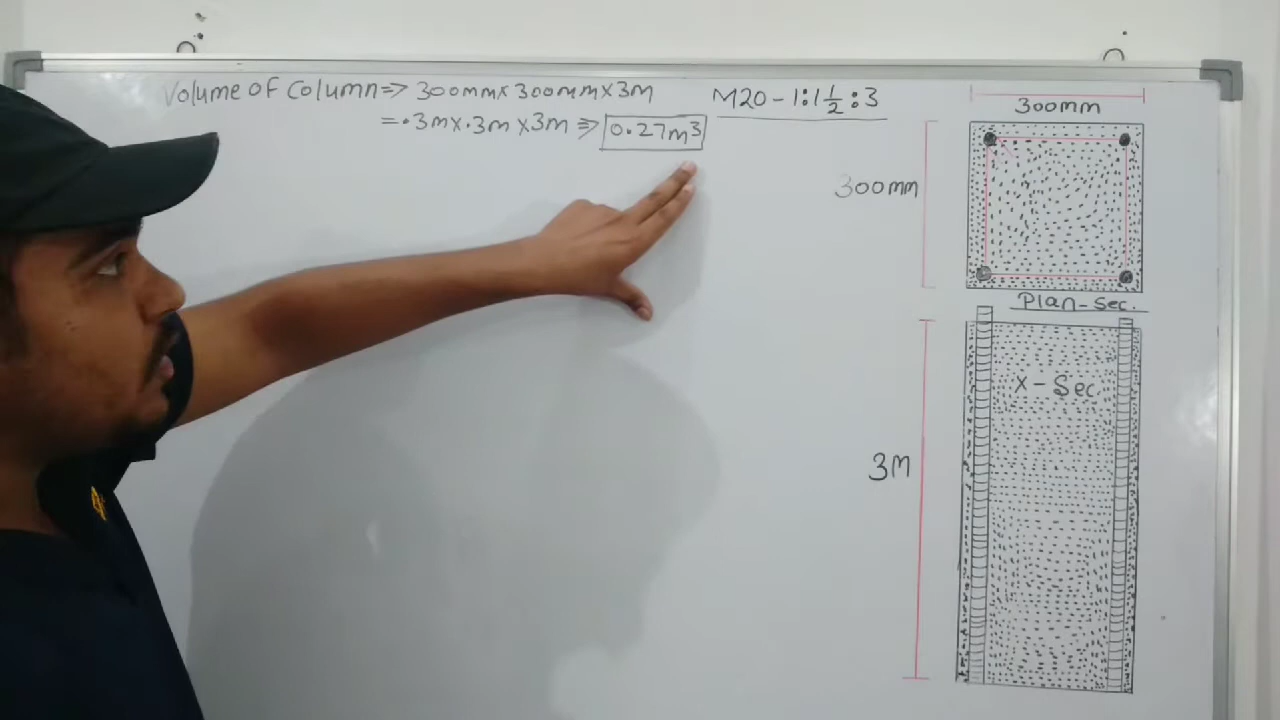 Volume of Column => 300mm x 300mm x 3M
= .3m x .3m x 3m => 0.27m³
M20 - 1:1½:3
300mm
300mm
Plan-Sec.
X-Sec
3M